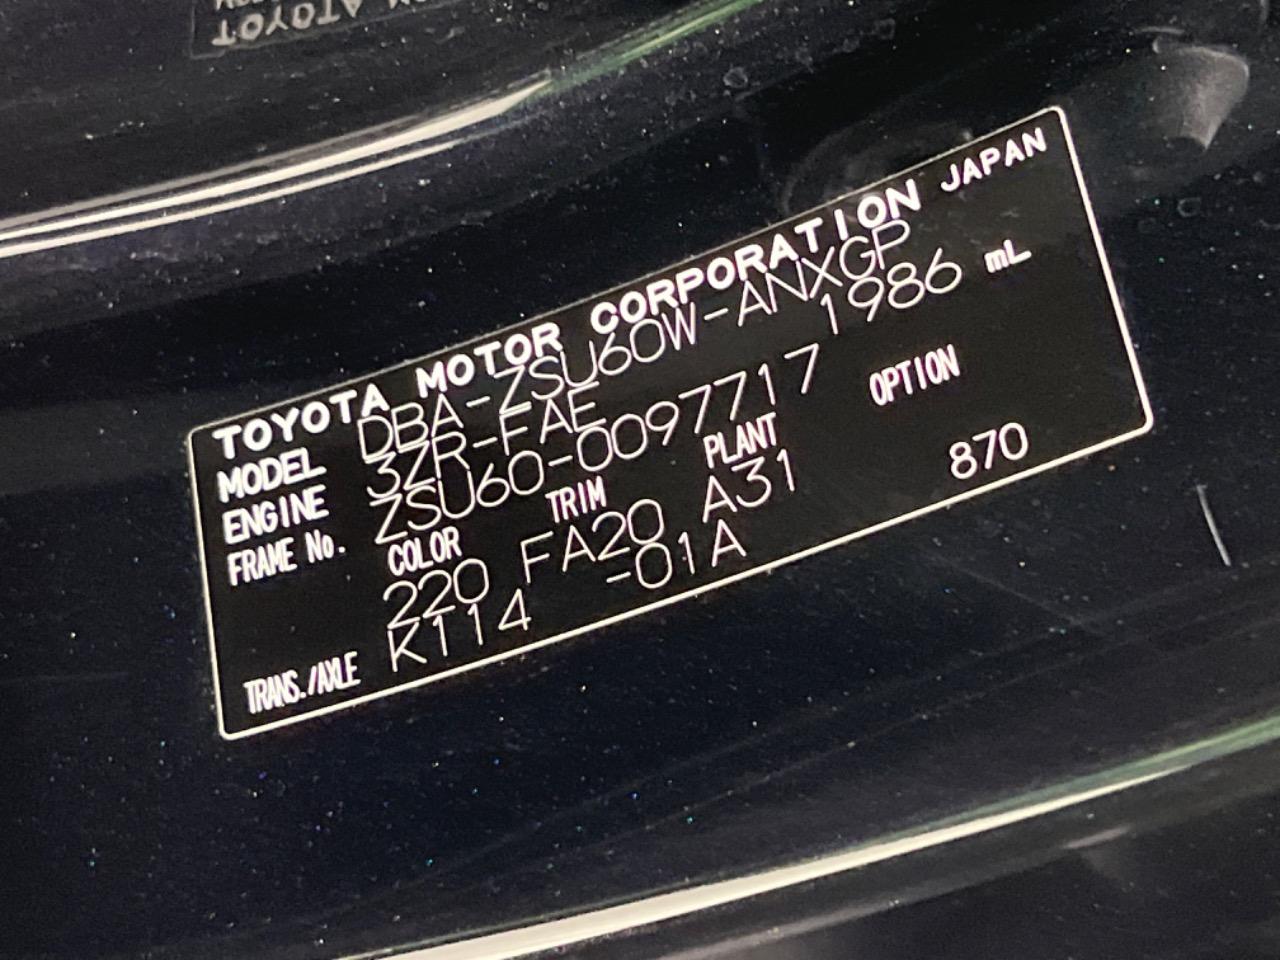 TOYOTA MOTOR CORPORATION JAPAN
MODEL DBA-ZSU60W-ANXGP
ENGINE 3ZR-FAE 1986 mL
FRAME No. ZSU60-0097717
COLOR TRIM PLANT OPTION
220 FA20 A31 870
TRANS./AXLE K114 -01A